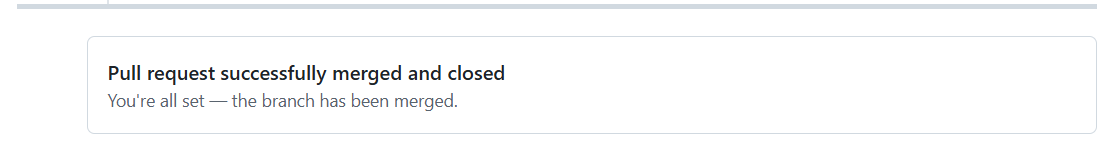 Pull request successfully merged and closed
You're all set — the branch has been merged.